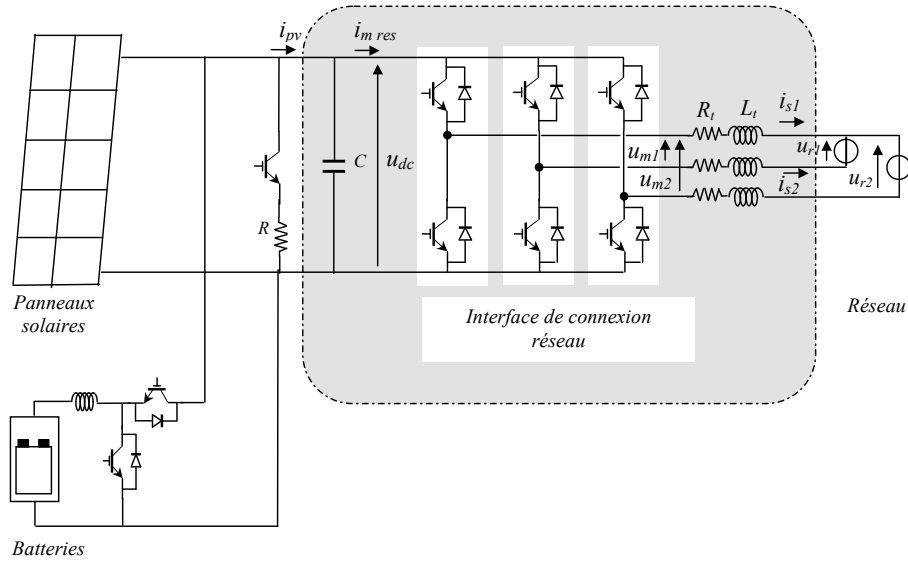 i_pv
i_m res
R_t
L_t
i_s1
u_m1
u_m2
u_r1
u_r2
i_s2
C
u_dc
R
Panneaux
solaires
Interface de connexion
réseau
Réseau
Batteries